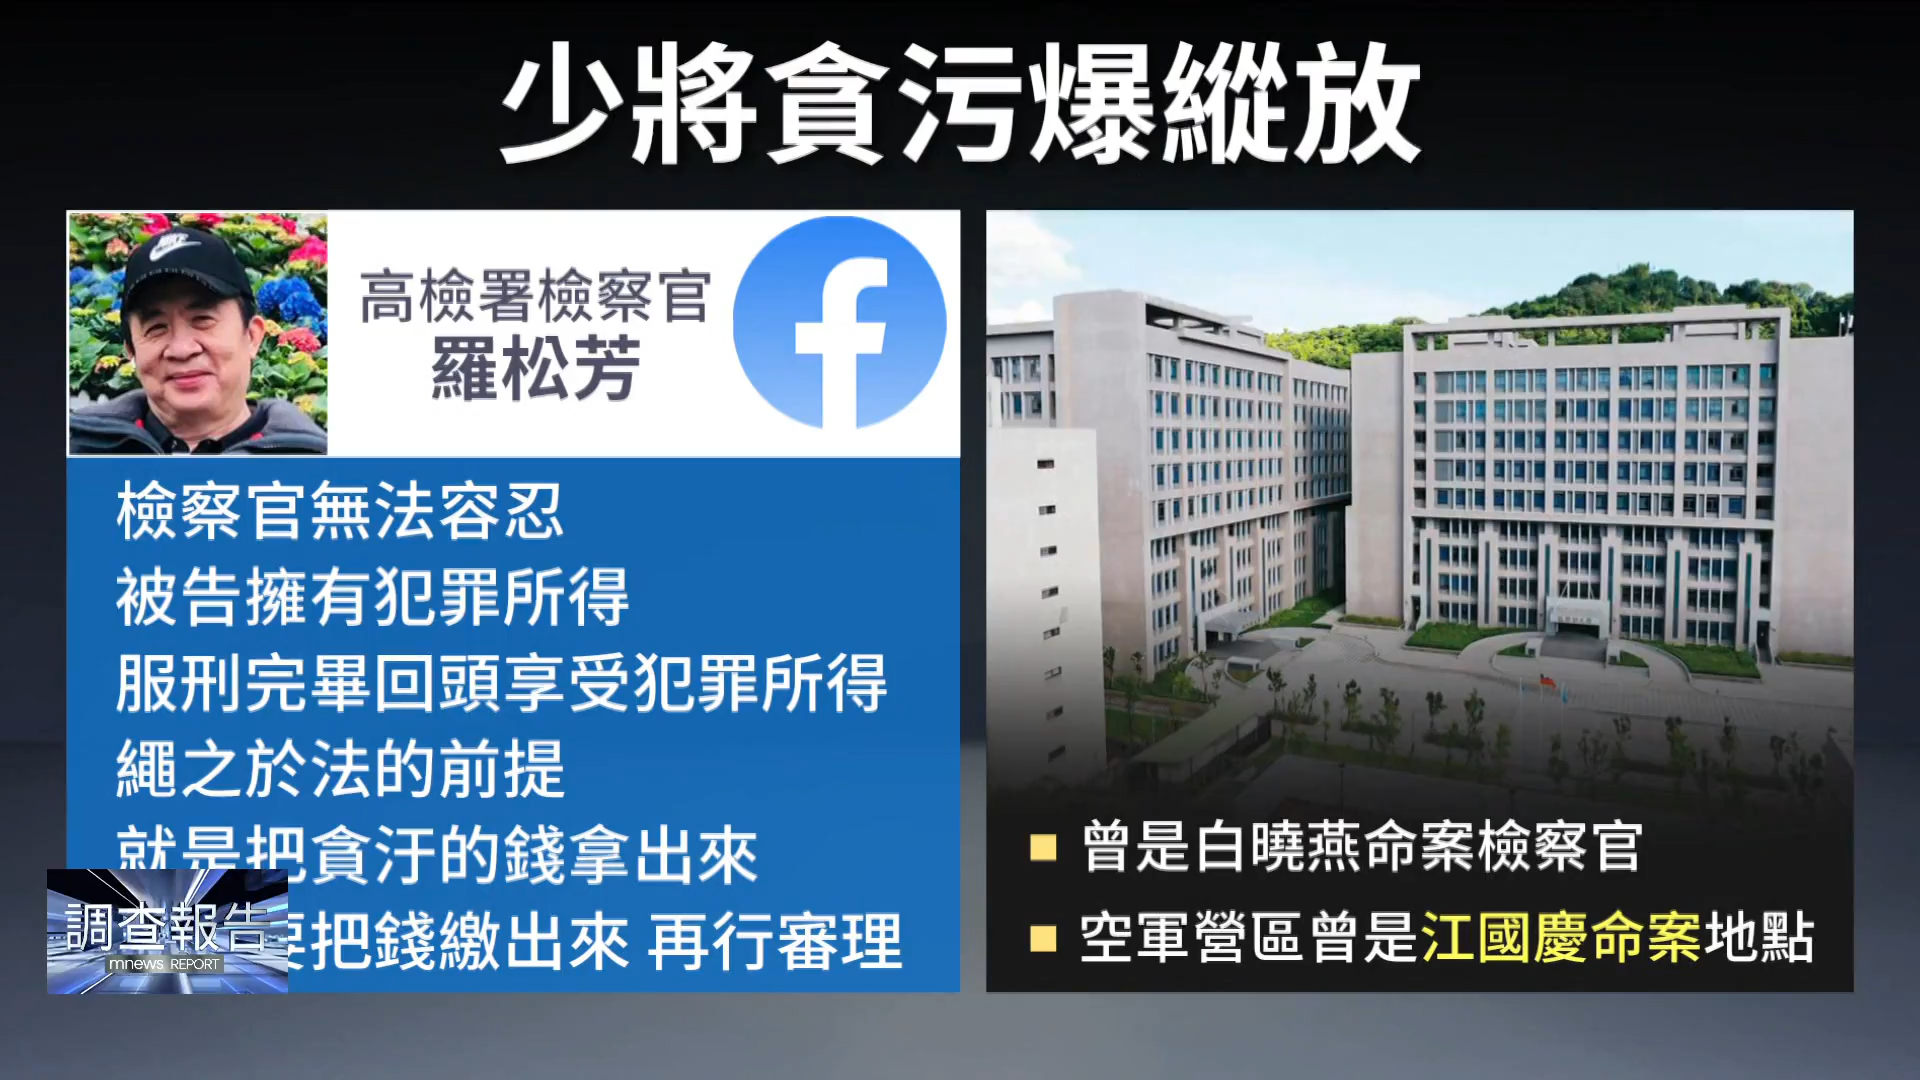 少將貪污爆縱放
NIKE
高檢署檢察官
羅松芳
f
檢察官無法容忍
被告擁有犯罪所得
服刑完畢回頭享受犯罪所得
繩之於法的前提
就是把貪汙的錢拿出來
把錢繳出來 再行審理
調查報告
mnews REPORT
曾是白曉燕命案檢察官
空軍營區曾是江國慶命案地點